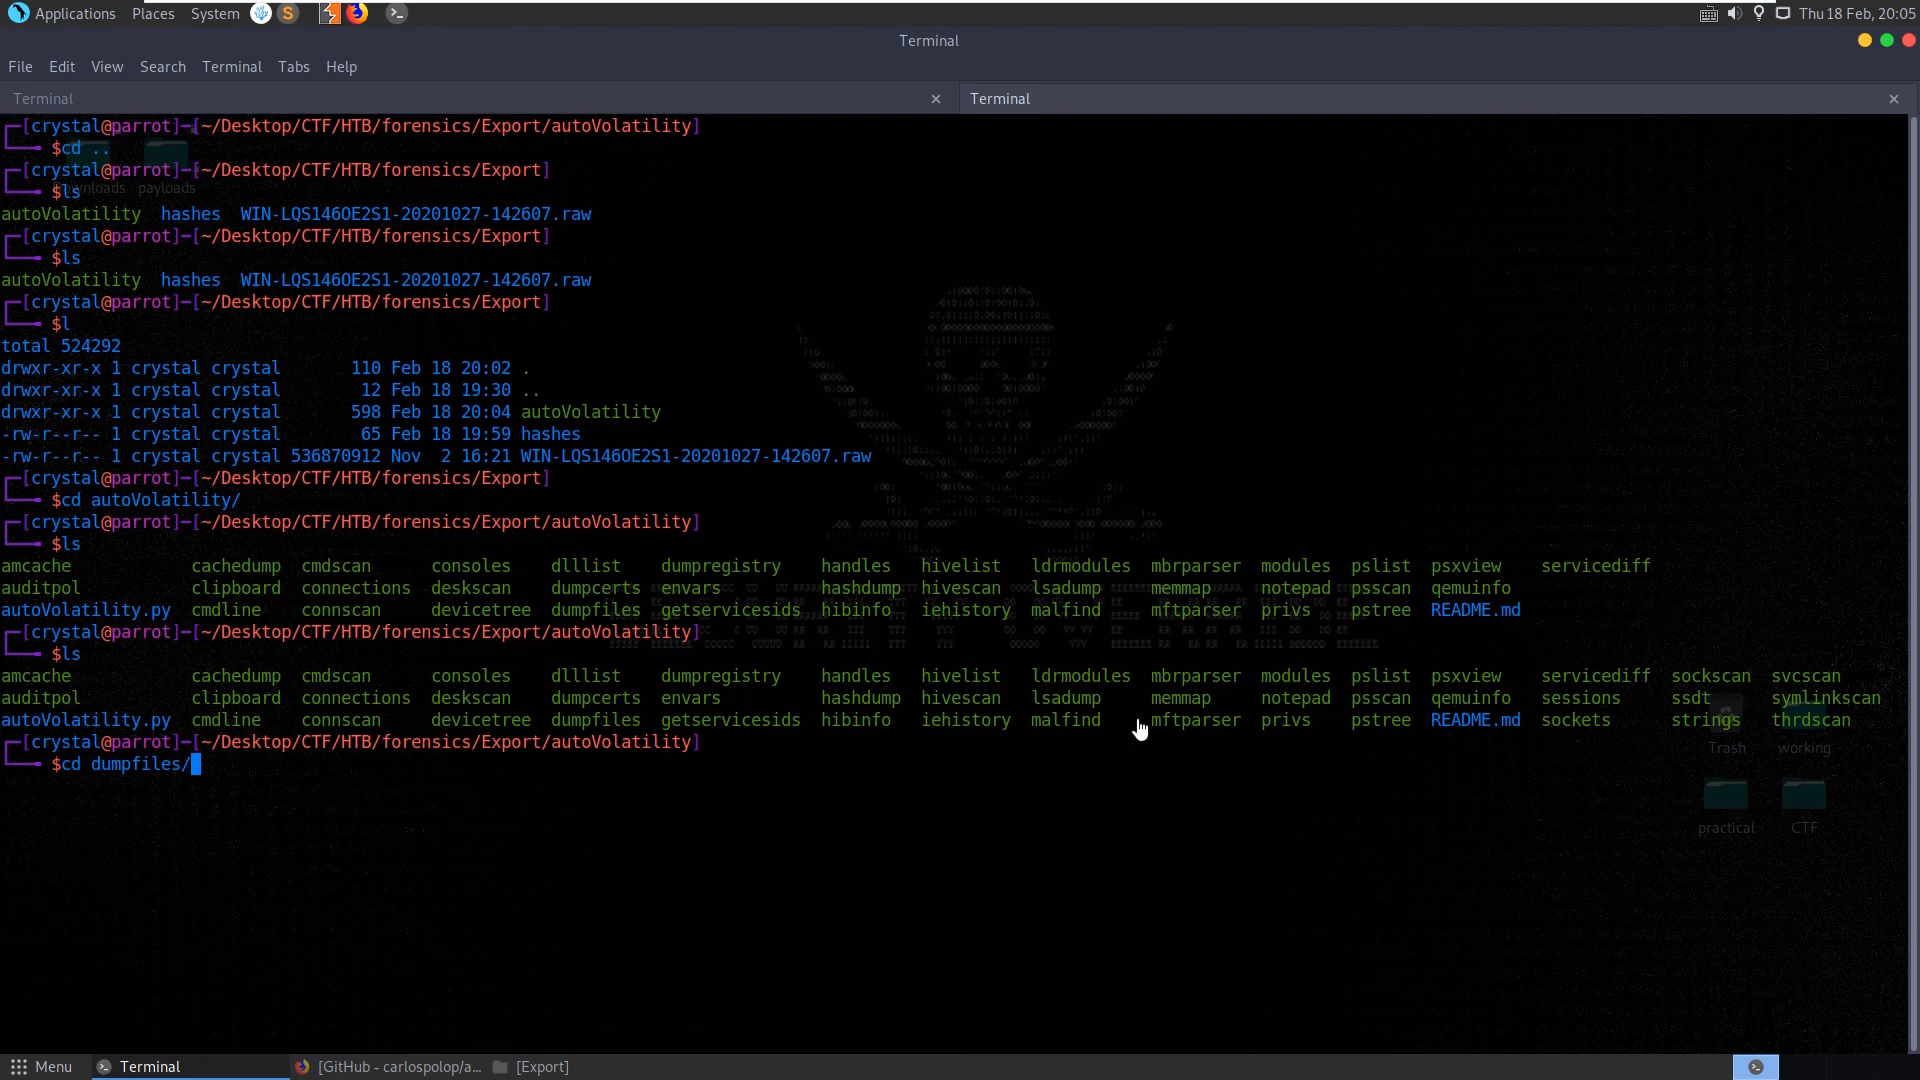 Applications Places System Thu 18 Feb, 20:05
Terminal
File Edit View Search Terminal Tabs Help
Terminal × Terminal ×
[crystal@parrot]─[~/Desktop/CTF/HTB/forensics/Export/autoVolatility]
$cd ..
[crystal@parrot]─[~/Desktop/CTF/HTB/forensics/Export]
$ls
payloads
autoVolatility hashes WIN-LQS146OE2S1-20201027-142607.raw
[crystal@parrot]─[~/Desktop/CTF/HTB/forensics/Export]
$ls
autoVolatility hashes WIN-LQS146OE2S1-20201027-142607.raw
[crystal@parrot]─[~/Desktop/CTF/HTB/forensics/Export]
$l
total 524292
drwxr-xr-x 1 crystal crystal 110 Feb 18 20:02 .
drwxr-xr-x 1 crystal crystal 12 Feb 18 19:30 ..
drwxr-xr-x 1 crystal crystal 598 Feb 18 20:04 autoVolatility
-rw-r--r-- 1 crystal crystal 65 Feb 18 19:59 hashes
-rw-r--r-- 1 crystal crystal 536870912 Nov 2 16:21 WIN-LQS146OE2S1-20201027-142607.raw
[crystal@parrot]─[~/Desktop/CTF/HTB/forensics/Export]
$cd autoVolatility/
[crystal@parrot]─[~/Desktop/CTF/HTB/forensics/Export/autoVolatility]
$ls
amcache cachedump cmdscan consoles dlllist dumpregistry handles hivelist ldrmodules mbrparser modules pslist psxview servicediff
auditpol clipboard connections deskscan dumpcerts envars hashdump hivescan lsadump memmap notepad psscan qemuinfo
autoVolatility.py cmdline connscan devicetree dumpfiles getservicesids hibinfo iehistory malfind mftparser privs pstree README.md
[crystal@parrot]─[~/Desktop/CTF/HTB/forensics/Export/autoVolatility]
$ls
amcache cachedump cmdscan consoles dlllist dumpregistry handles hivelist ldrmodules mbrparser modules pslist psxview servicediff sockscan svcscan
auditpol clipboard connections deskscan dumpcerts envars hashdump hivescan lsadump memmap notepad psscan qemuinfo sessions ssdt symlinkscan
autoVolatility.py cmdline connscan devicetree dumpfiles getservicesids hibinfo iehistory malfind mftparser privs pstree README.md sockets strings thrdscan
[crystal@parrot]─[~/Desktop/CTF/HTB/forensics/Export/autoVolatility]
$cd dumpfiles/
Trash working
practical CTF
Menu Terminal [GitHub - carlospolop/a... [Export]